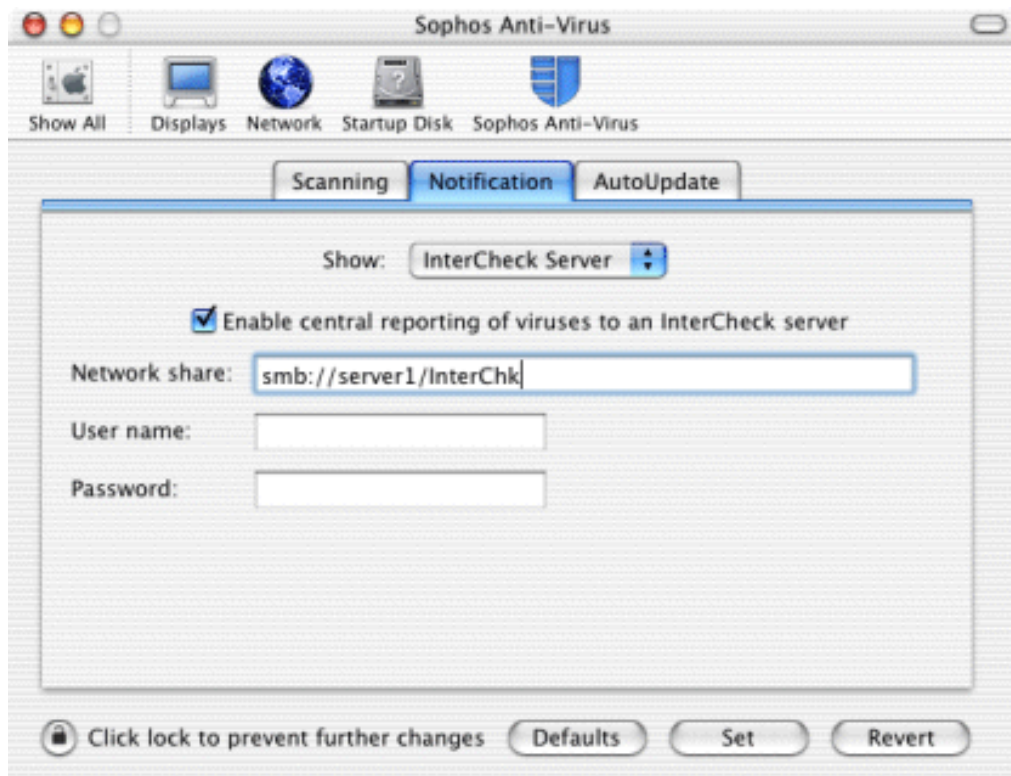 Sophos Anti-Virus
Show All Displays Network Startup Disk Sophos Anti-Virus
Scanning Notification AutoUpdate
Show: InterCheck Server
Enable central reporting of viruses to an InterCheck server
Network share: smb://server1/InterChk
User name:
Password:
Click lock to prevent further changes Defaults Set Revert